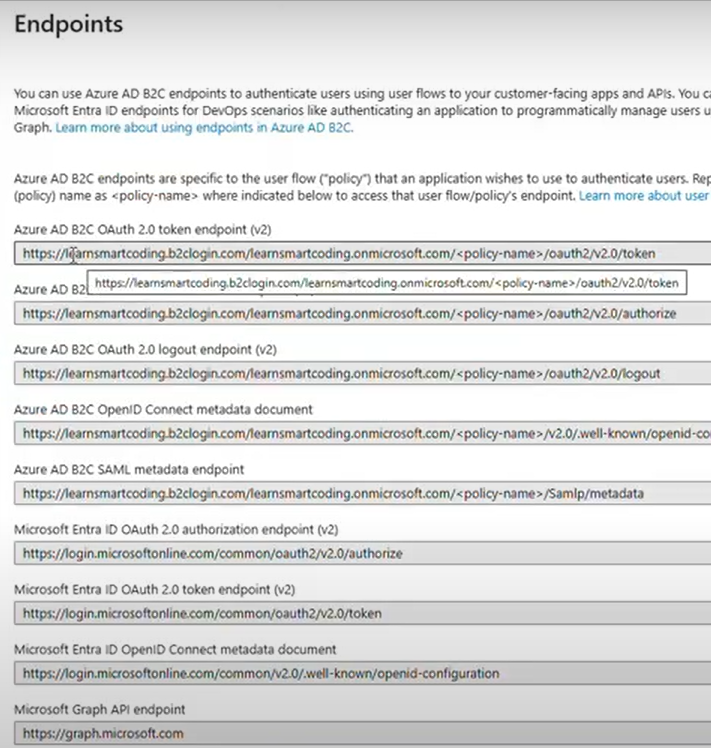 Endpoints
You can use Azure AD B2C endpoints to authenticate users using user flows to your customer-facing apps and APIs. You
Microsoft Entra ID endpoints for DevOps scenarios like authenticating an application to programmatically manage users
Graph. Learn more about using endpoints in Azure AD B2C.
Azure AD B2C endpoints are specific to the user flow ("policy") that an application wishes to use to authenticate users.
(policy) name as <policy-name> where indicated below to access that user flow/policy's endpoint. Learn more about user
Azure AD B2C OAuth 2.0 token endpoint (v2)
https://learnsmartcoding.b2clogin.com/learnsmartcoding.onmicrosoft.com/<policy-name>/oauth2/v2.0/token
https://learnsmartcoding.b2clogin.com/learnsmartcoding.onmicrosoft.com/<policy-name>/oauth2/v2.0/token
Azure AD B2
https://learnsmartcoding.b2clogin.com/learnsmartcoding.onmicrosoft.com/<policy-name>/oauth2/v2.0/authorize
Azure AD B2C OAuth 2.0 logout endpoint (v2)
https://learnsmartcoding.b2clogin.com/learnsmartcoding.onmicrosoft.com/<policy-name>/oauth2/v2.0/logout
Azure AD B2C OpenID Connect metadata document
https://learnsmartcoding.b2clogin.com/learnsmartcoding.onmicrosoft.com/<policy-name>/v2.0/.well-known/openid-co
Azure AD B2C SAML metadata endpoint
https://learnsmartcoding.b2clogin.com/learnsmartcoding.onmicrosoft.com/<policy-name>/Samlp/metadata
Microsoft Entra ID OAuth 2.0 authorization endpoint (v2)
https://login.microsoftonline.com/common/oauth2/v2.0/authorize
Microsoft Entra ID OAuth 2.0 token endpoint (v2)
https://login.microsoftonline.com/common/oauth2/v2.0/token
Microsoft Entra ID OpenID Connect metadata document
https://login.microsoftonline.com/common/v2.0/.well-known/openid-configuration
Microsoft Graph API endpoint
https://graph.microsoft.com